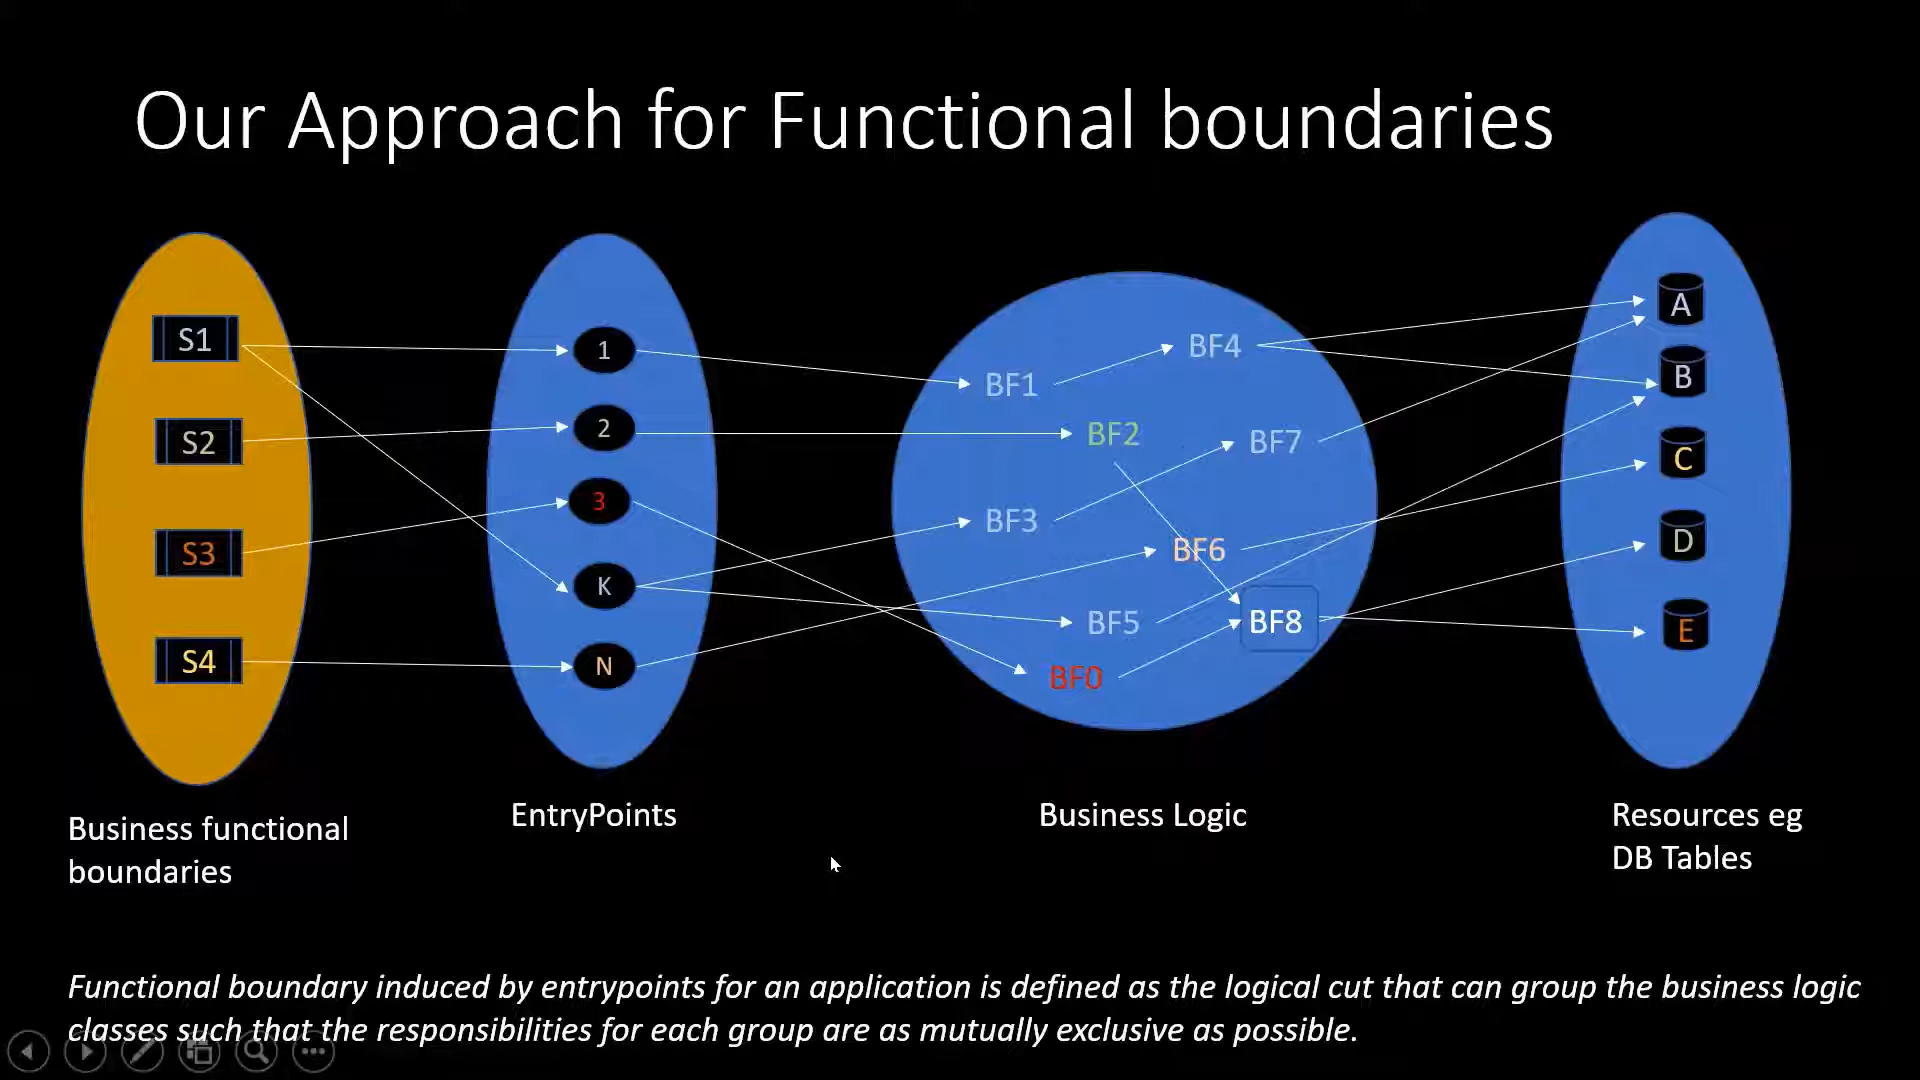 Our Approach for Functional boundaries
S1
S2
S3
S4
1
2
3
K
N
BF1
BF4
BF2
BF7
BF3
BF6
BF5
BF8
BF0
A
B
C
D
E
Business functional
boundaries
EntryPoints
Business Logic
Resources eg
DB Tables
Functional boundary induced by entrypoints for an application is defined as the logical cut that can group the business logic
classes such that the responsibilities for each group are as mutually exclusive as possible.